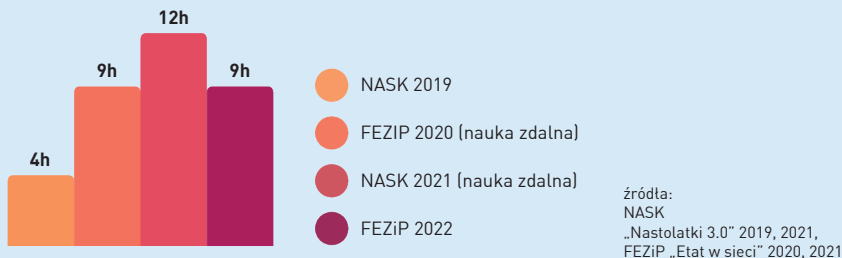 12h
9h
9h
4h
NASK 2019
FEZIP 2020 (nauka zdalna)
NASK 2021 (nauka zdalna)
FEZiP 2022
źródła:
NASK
„Nastolatki 3.0” 2019, 2021,
FEZiP „Etat w sieci” 2020, 2021